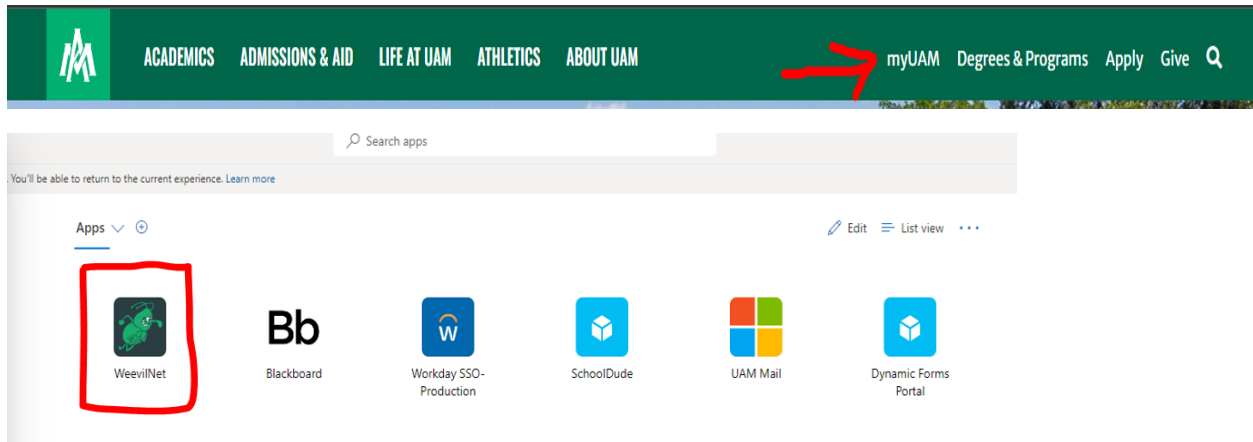 ACADEMICS ADMISSIONS & AID LIFE AT UAM ATHLETICS ABOUT UAM myUAM Degrees & Programs Apply Give
Search apps
. You'll be able to return to the current experience. Learn more
Apps Edit List view
Bb
WeevilNet Blackboard Workday SSO- SchoolDude UAM Mail Dynamic Forms
Production Portal